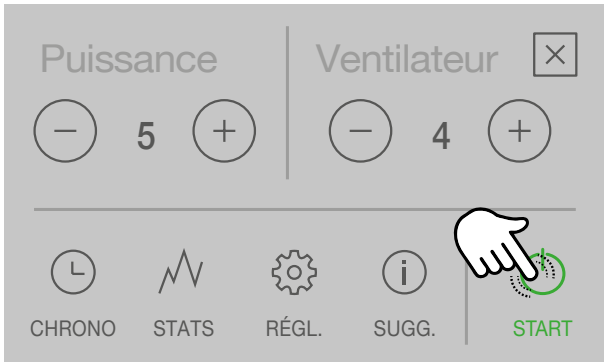 Puissance
Ventilateur
5
4
CHRONO
STATS
RÉGL.
SUGG.
START